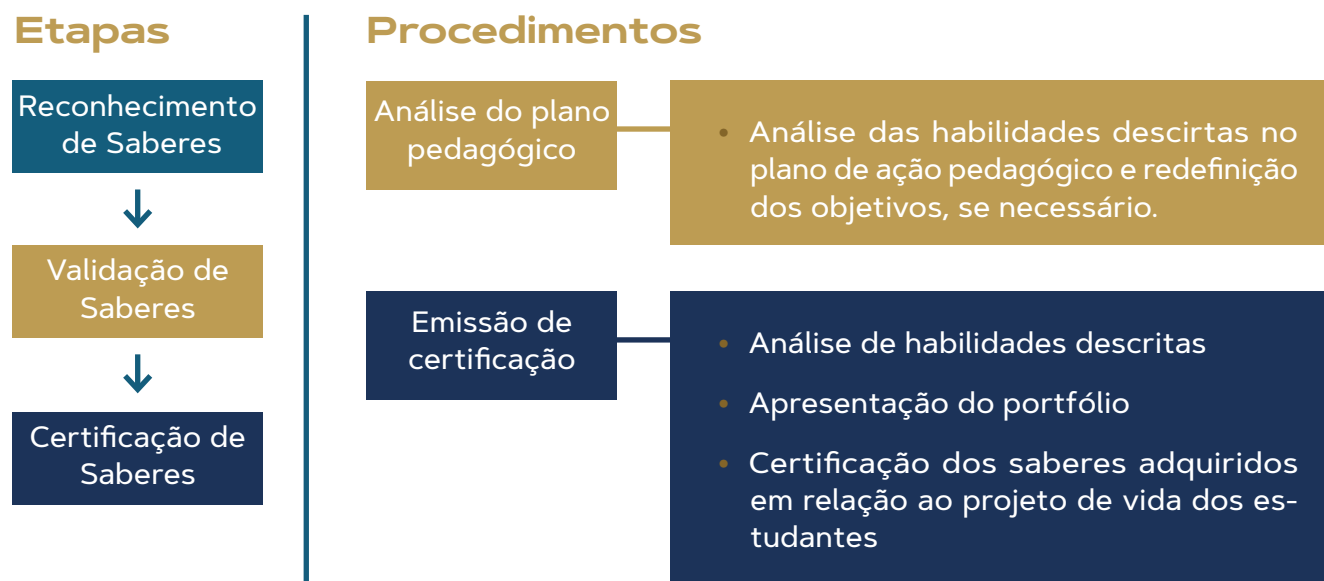 Etapas
Reconhecimento
de Saberes
Validação de
Saberes
Certificação de
Saberes
Procedimentos
Análise do plano
pedagógico
• Análise das habilidades descirtas no
plano de ação pedagógico e redefinição
dos objetivos, se necessário.
Emissão de
certificação
• Análise de habilidades descritas
• Apresentação do portfólio
• Certificação dos saberes adquiridos
em relação ao projeto de vida dos es-
tudantes